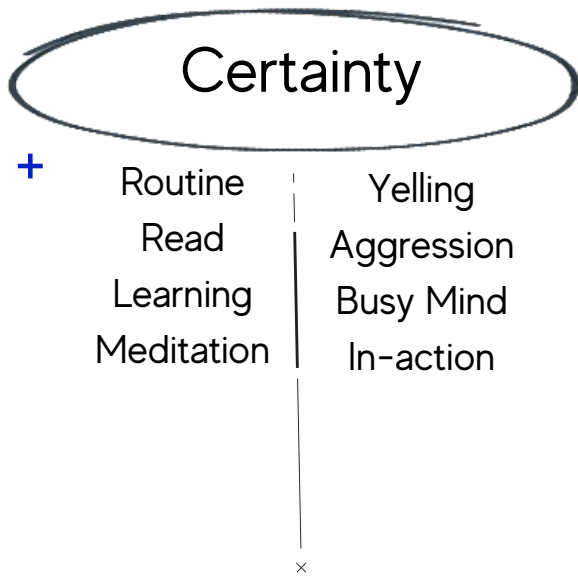 Certainty
+
Routine
Read
Learning
Meditation
Yelling
Aggression
Busy Mind
In-action
×